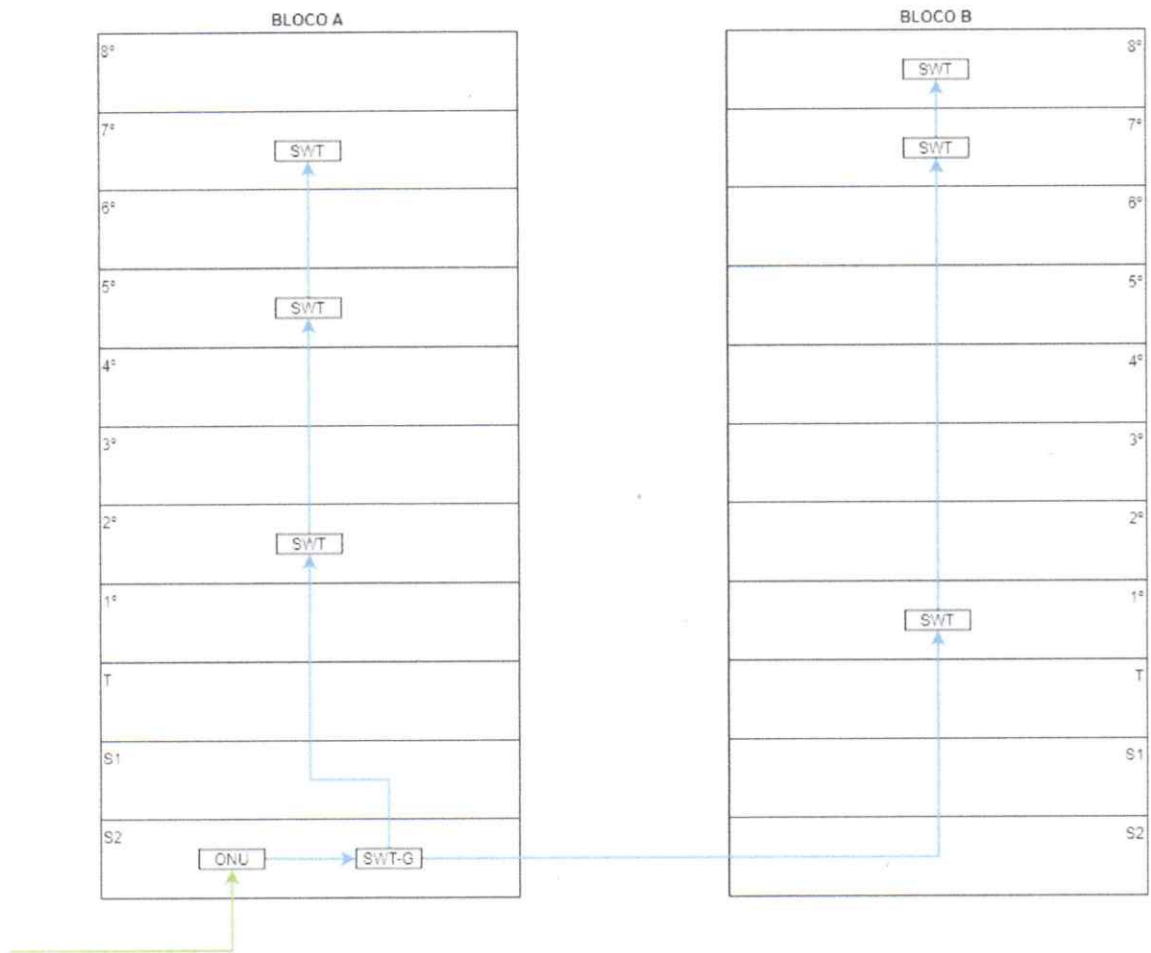 BLOCO A
8º
7º
SWT
6º
5º
SWT
4º
3º
2º
SWT
1º
T
S1
S2
ONU
SWT-G
BLOCO B
8º
SWT
7º
SWT
6º
5º
4º
3º
2º
1º
SWT
T
S1
S2